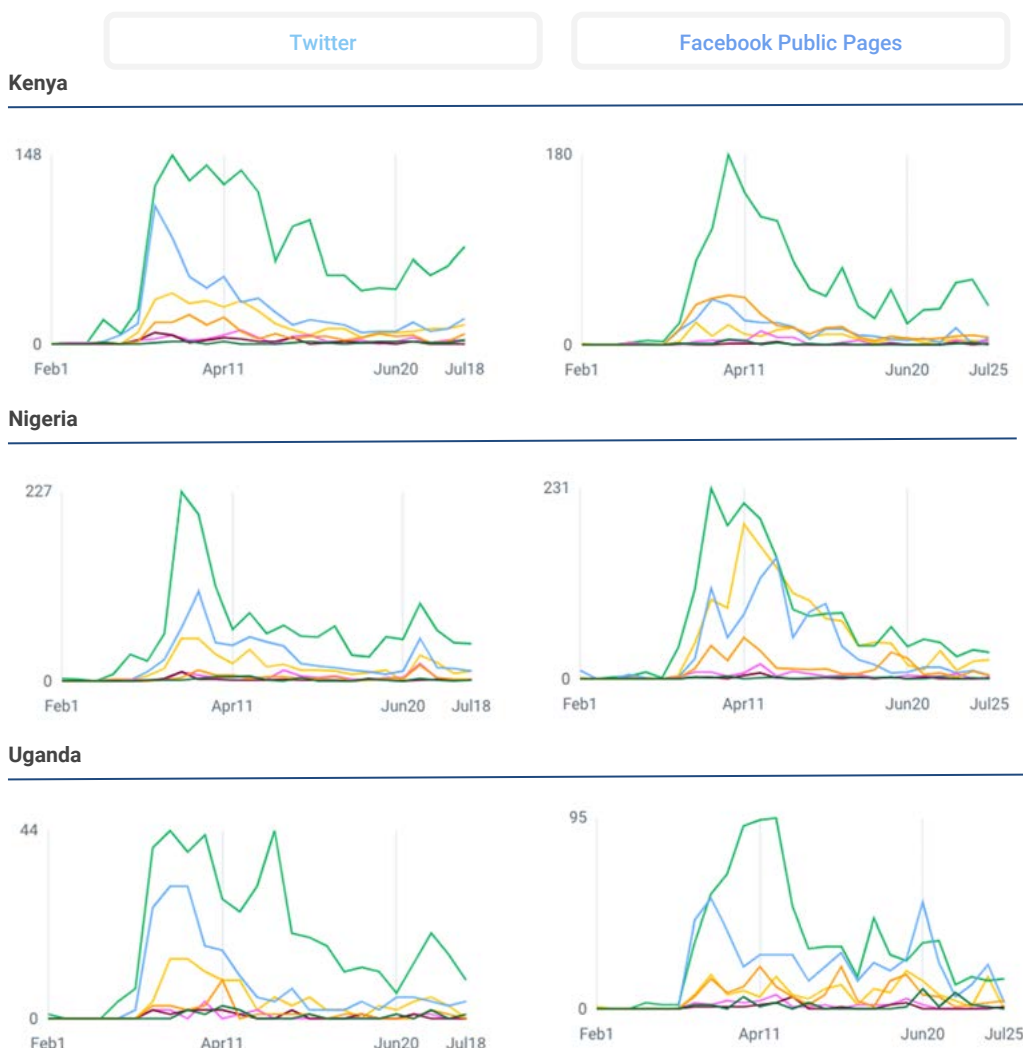 Twitter Facebook Public Pages
Kenya
148 180
0 0
Feb1 Apr11 Jun20 Jul18 Feb1 Apr11 Jun20 Jul25
Nigeria
227 231
0 0
Feb1 Apr11 Jun20 Jul18 Feb1 Apr11 Jun20 Jul25
Uganda
44 95
0 0
Feb1 Apr11 Jun20 Jul18 Feb1 Apr11 Jun20 Jul25